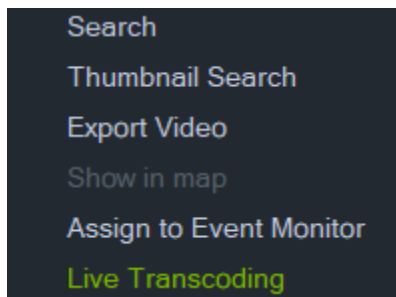 Search
Thumbnail Search
Export Video
Show in map
Assign to Event Monitor
Live Transcoding